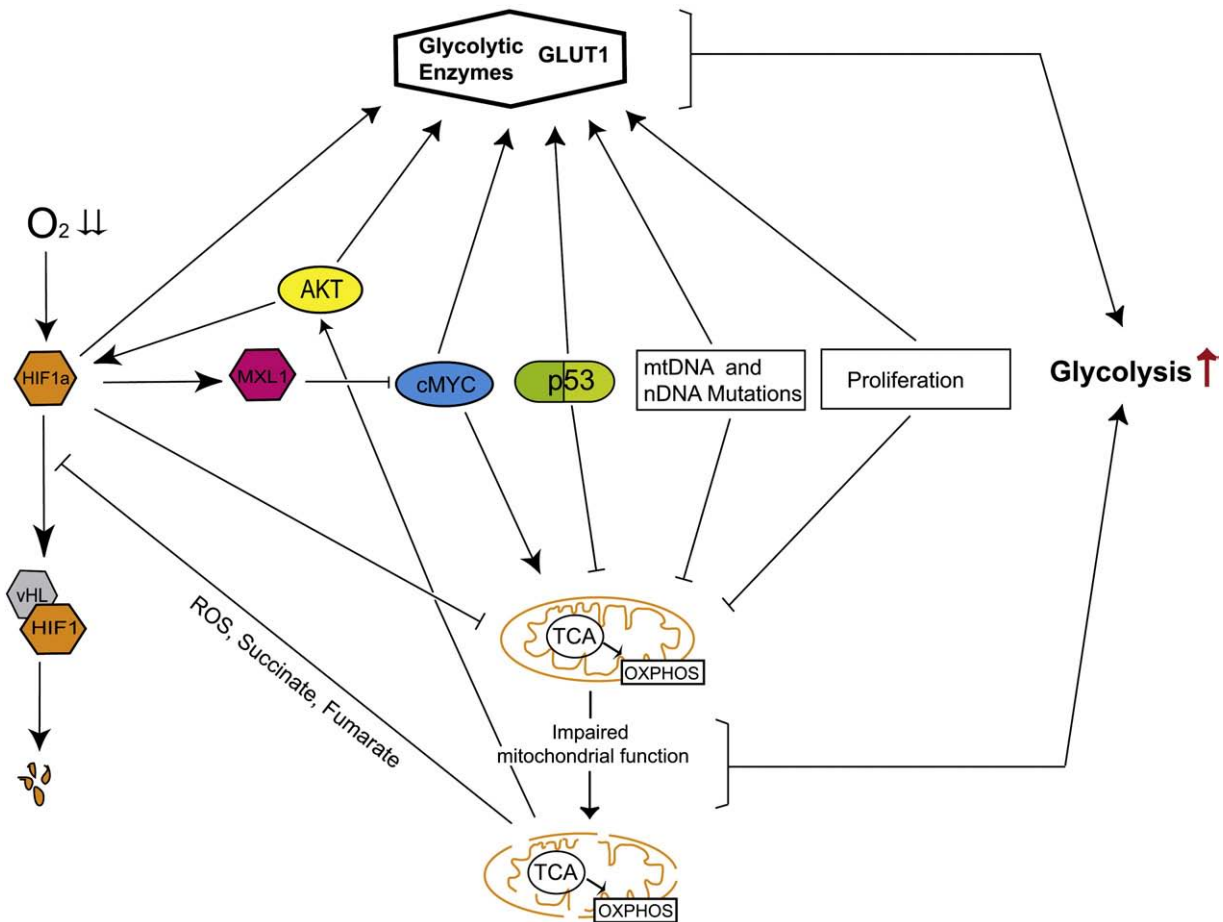 Glycolytic
Enzymes
GLUT1
O2 ↓↓
AKT
HIF1a
MXL1
cMYC
p53
mtDNA and
nDNA Mutations
Proliferation
Glycolysis ↑
vHL
HIF1
ROS, Succinate, Fumarate
TCA
OXPHOS
Impaired
mitochondrial function
TCA
OXPHOS